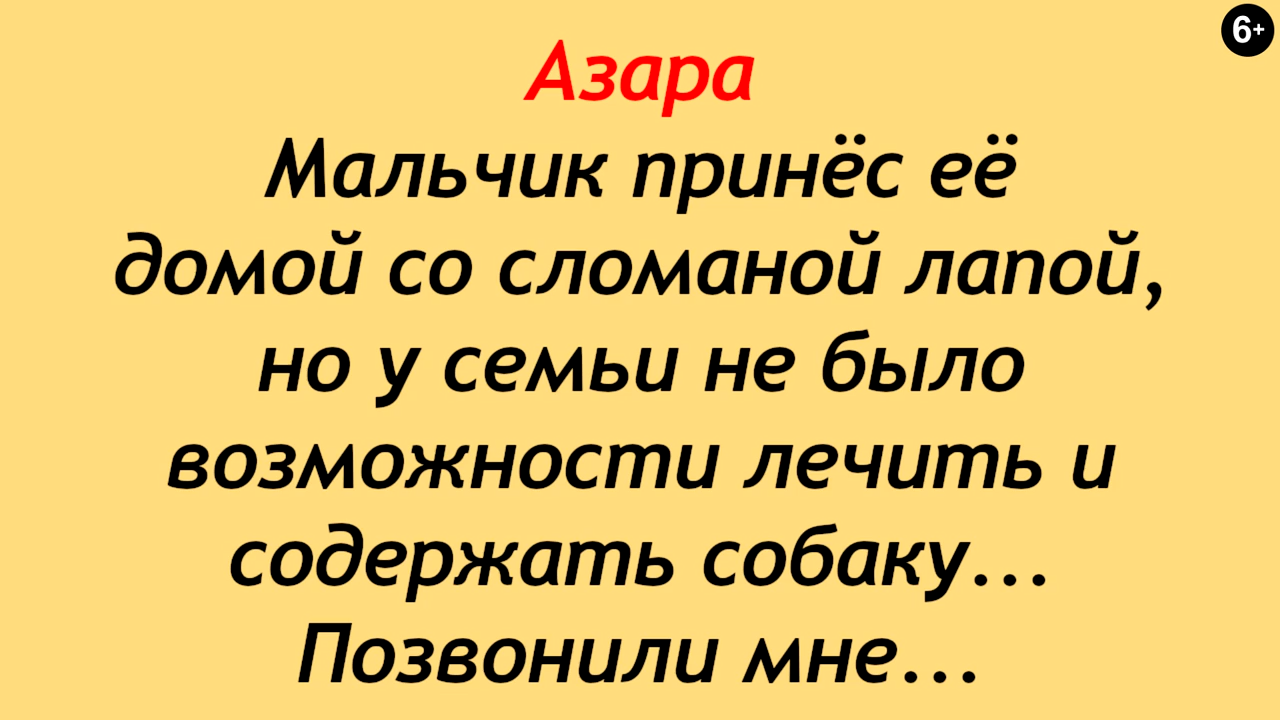 6+
Азара
Мальчик принёс её
домой со сломаной лапой,
но у семьи не было
возможности лечить и
содержать собаку...
Позвонили мне...